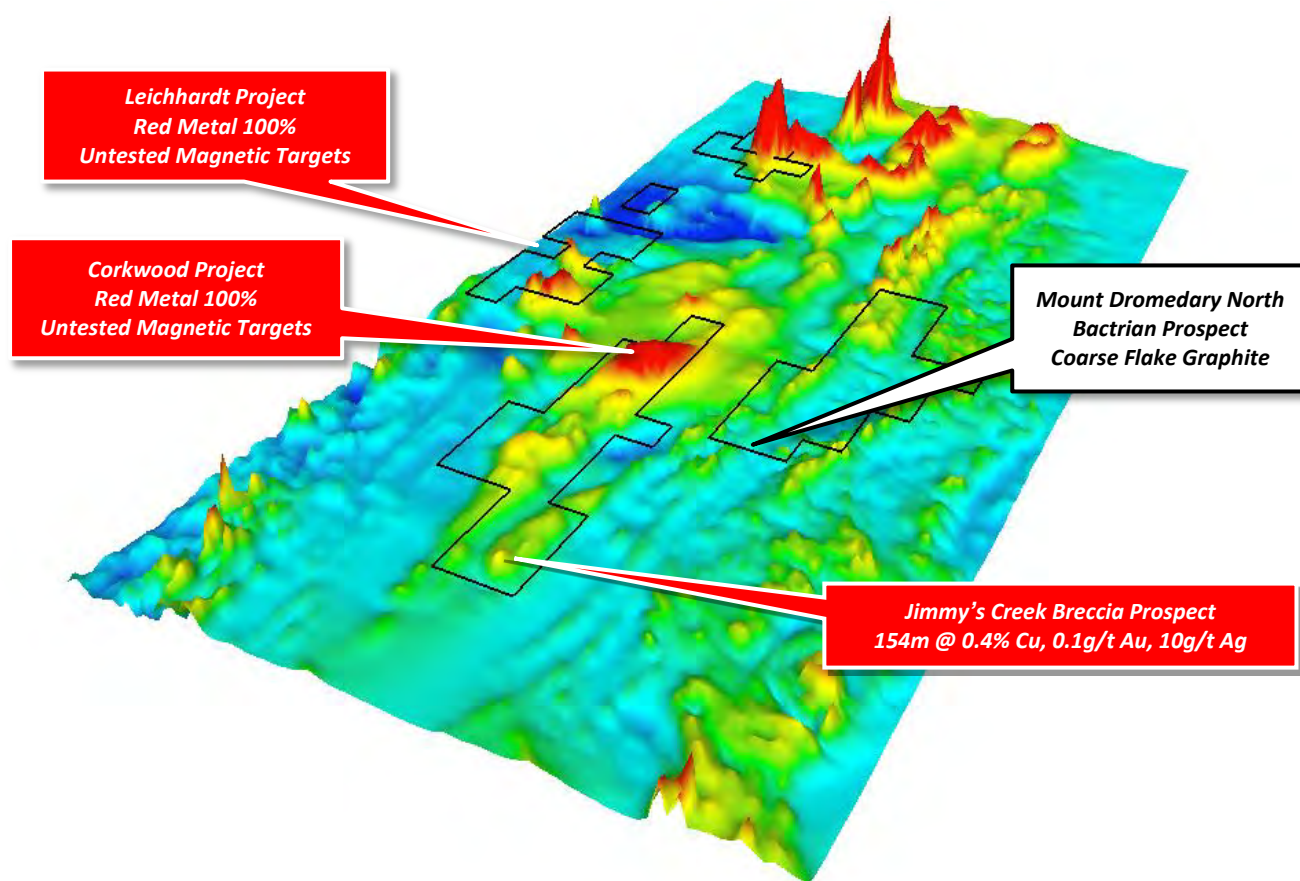 Leichhardt Project
Red Metal 100%
Untested Magnetic Targets
Corkwood Project
Red Metal 100%
Untested Magnetic Targets
Mount Dromedary North
Bactrian Prospect
Coarse Flake Graphite
Jimmy’s Creek Breccia Prospect
154m @ 0.4% Cu, 0.1g/t Au, 10g/t Ag